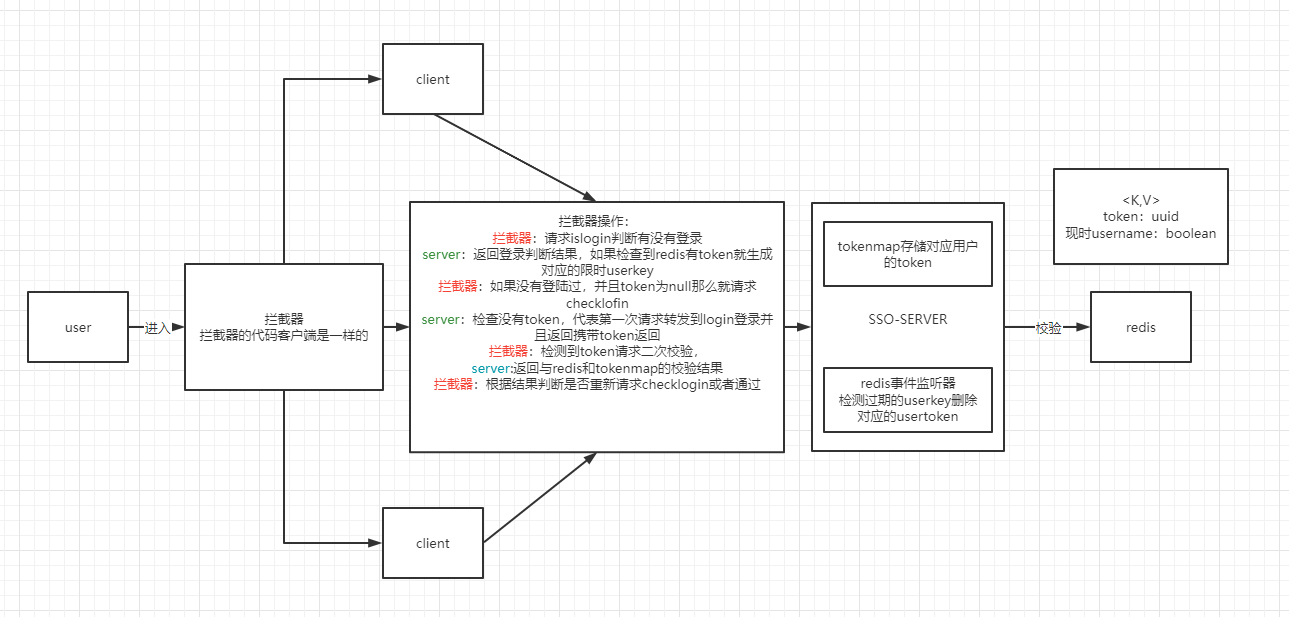 client
user
进入
拦截器
拦截器的代码客户端是一样的
拦截器操作：
拦截器：请求islogin判断有没有登录
server：返回登录判断结果，如果检查到redis有token就生成
对应的限时userkey
拦截器：如果没有登陆过，并且token为null那么就请求
checklofin
server：检查没有token，代表第一次请求转发到login登录并
且返回携带token返回
拦截器：检测到token请求二次校验，
server:返回与redis和tokenmap的校验结果
拦截器：根据结果判断是否重新请求checklogin或者通过
client
tokenmap存储对应用户
的token
SSO-SERVER
redis事件监听器
检测过期的userkey删除
对应的usertoken
校验
<K,V>
token：uuid
现时username：boolean
redis